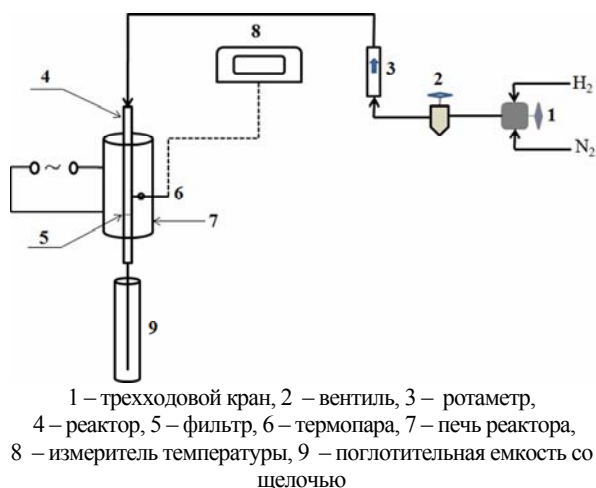 8
4
3
2
H2
1
N2
~
6
5
7
9
1 – трехходовой кран, 2 – вентиль, 3 – ротаметр,
4 – реактор, 5 – фильтр, 6 – термопара, 7 – печь реактора,
8 – измеритель температуры, 9 – поглотительная емкость со
щелочью